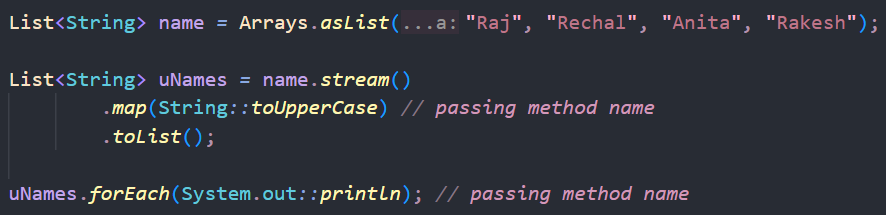 List<String> name = Arrays.asList(...a: "Raj", "Rechal", "Anita", "Rakesh");
List<String> uNames = name.stream()
.map(String::toUpperCase) // passing method name
.toList();
uNames.forEach(System.out::println); // passing method name